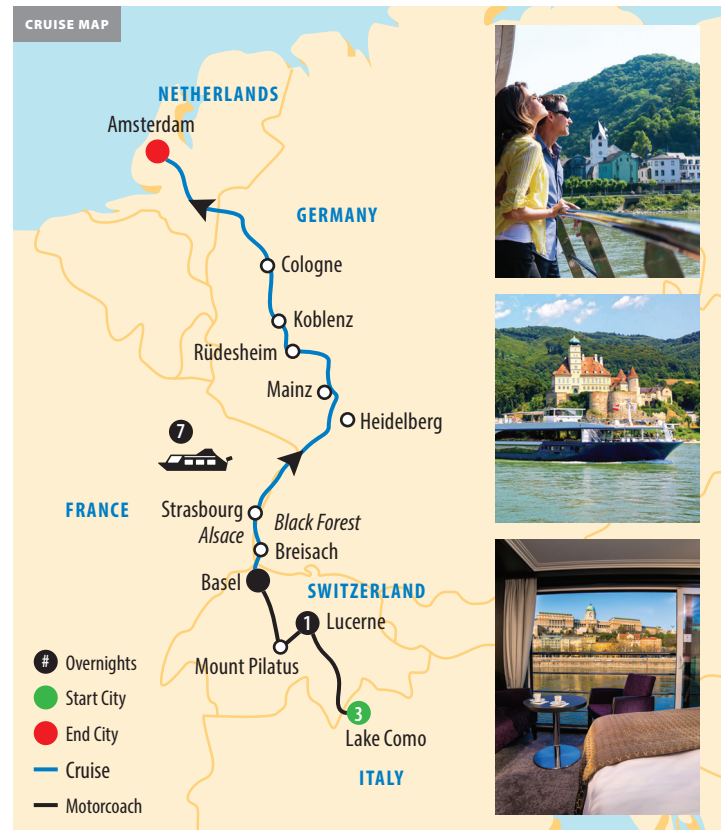 CRUISE MAP
NETHERLANDS
Amsterdam
GERMANY
Cologne
Koblenz
Rüdesheim
Mainz
Heidelberg
7
FRANCE
Strasbourg
Alsace
Black Forest
Breisach
Basel
SWITZERLAND
1 Lucerne
Mount Pilatus
3
Lake Como
ITALY
# Overnights
Start City
End City
Cruise
Motorcoach